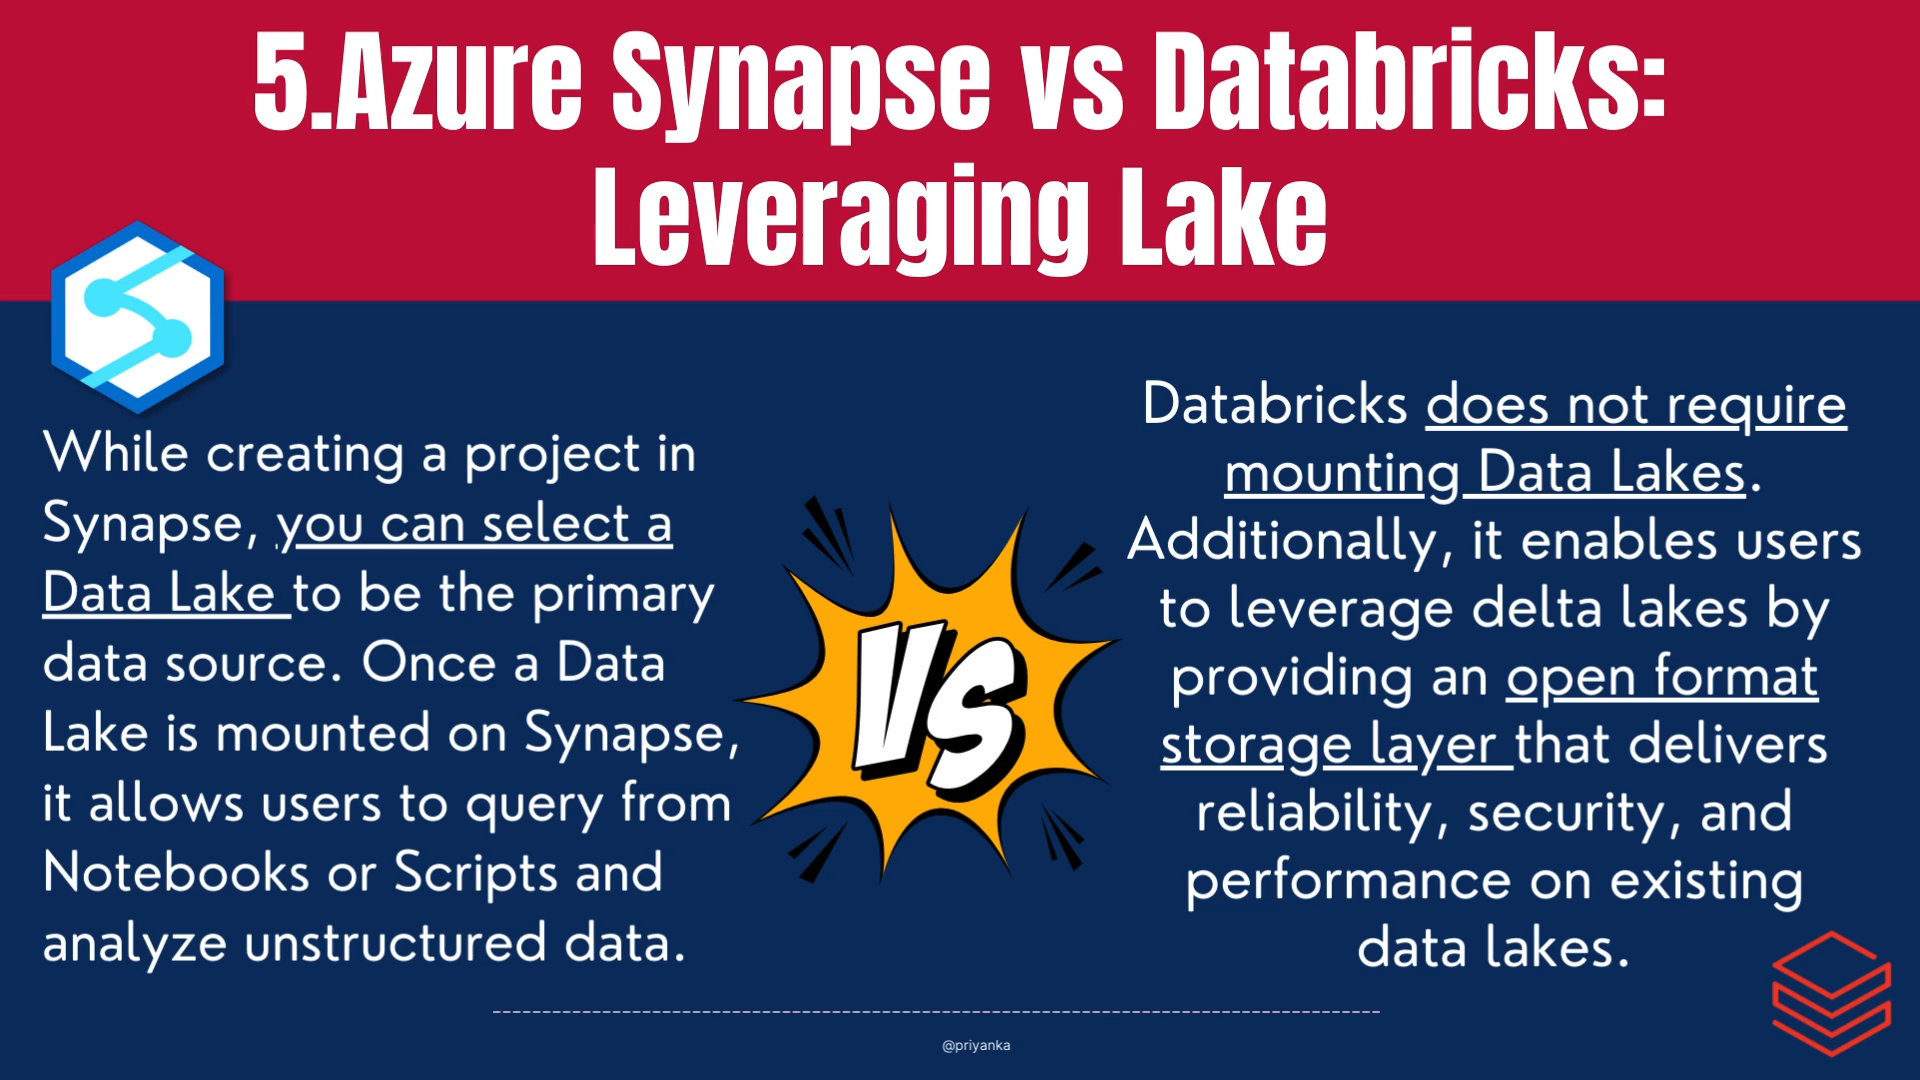 5.Azure Synapse vs Databricks:
Leveraging Lake
While creating a project in
Synapse, you can select a
Data Lake to be the primary
data source. Once a Data
Lake is mounted on Synapse,
it allows users to query from
Notebooks or Scripts and
analyze unstructured data.
VS
Databricks does not require
mounting Data Lakes.
Additionally, it enables users
to leverage delta lakes by
providing an open format
storage layer that delivers
reliability, security, and
performance on existing
data lakes.
@priyanka